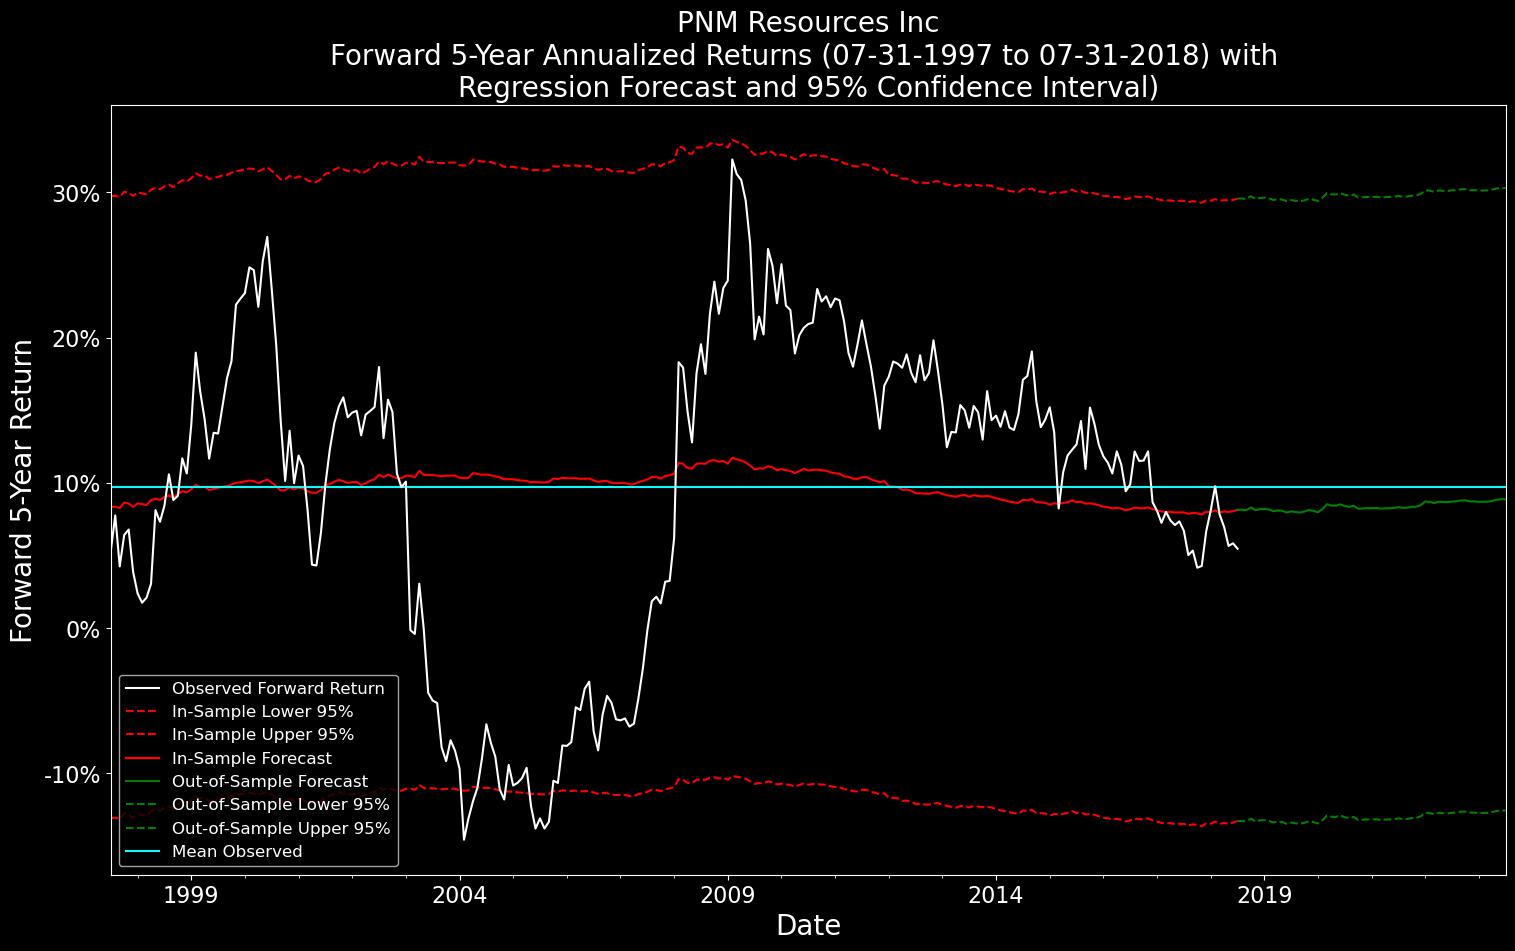 PNM Resources Inc
Forward 5-Year Annualized Returns (07-31-1997 to 07-31-2018) with
Regression Forecast and 95% Confidence Interval)
Forward 5-Year Return
30%
20%
10%
0%
-10%
Observed Forward Return
In-Sample Lower 95%
In-Sample Upper 95%
In-Sample Forecast
Out-of-Sample Forecast
Out-of-Sample Lower 95%
Out-of-Sample Upper 95%
Mean Observed
1999 2004 2009 2014 2019
Date